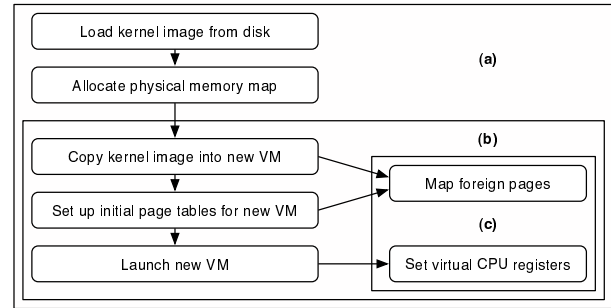 Load kernel image from disk
(a)
Allocate physical memory map
(b)
Copy kernel image into new VM
Map foreign pages
Set up initial page tables for new VM
(c)
Launch new VM
Set virtual CPU registers